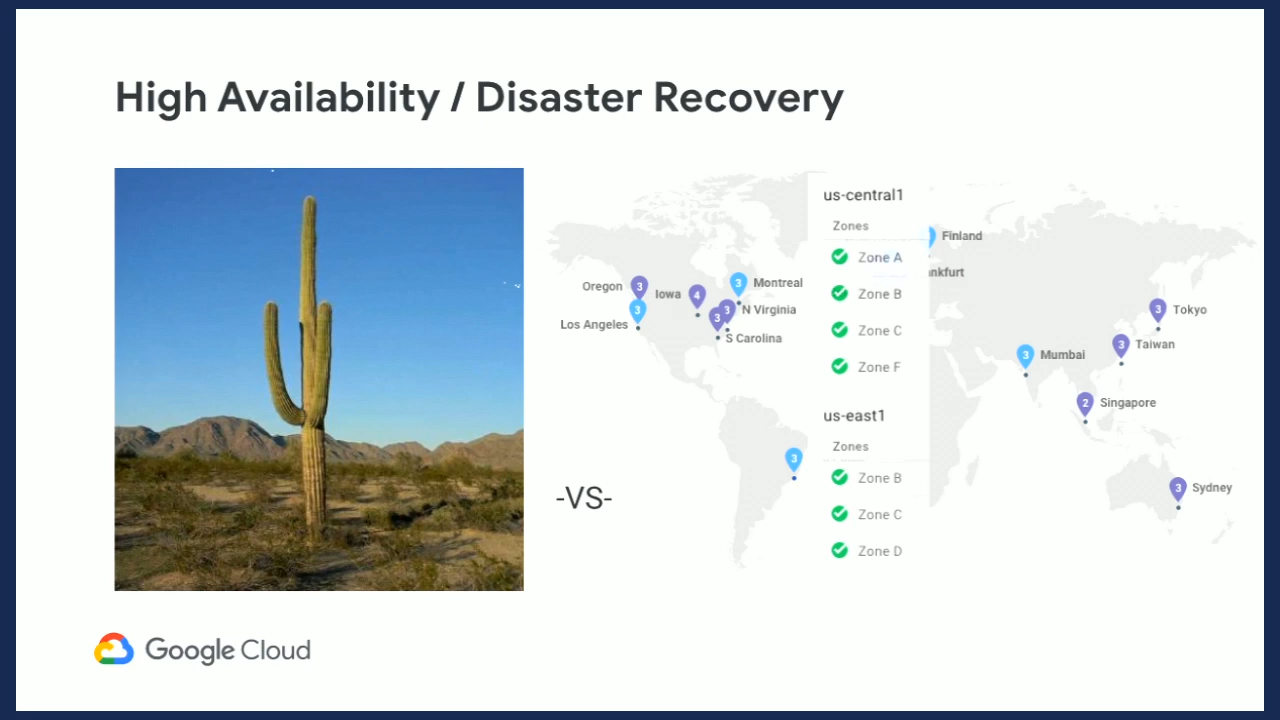 High Availability / Disaster Recovery
us-central1
Zones
Zone A
Zone B
Zone C
Zone F
us-east1
Zones
Zone B
Zone C
Zone D
-VS-
Oregon
3
Iowa
4
3
Montreal
Los Angeles
3
3
3
N Virginia
S Carolina
3
Finland
nkfurt
3
Mumbai
3
Tokyo
3
Taiwan
2
Singapore
3
Sydney
Google Cloud